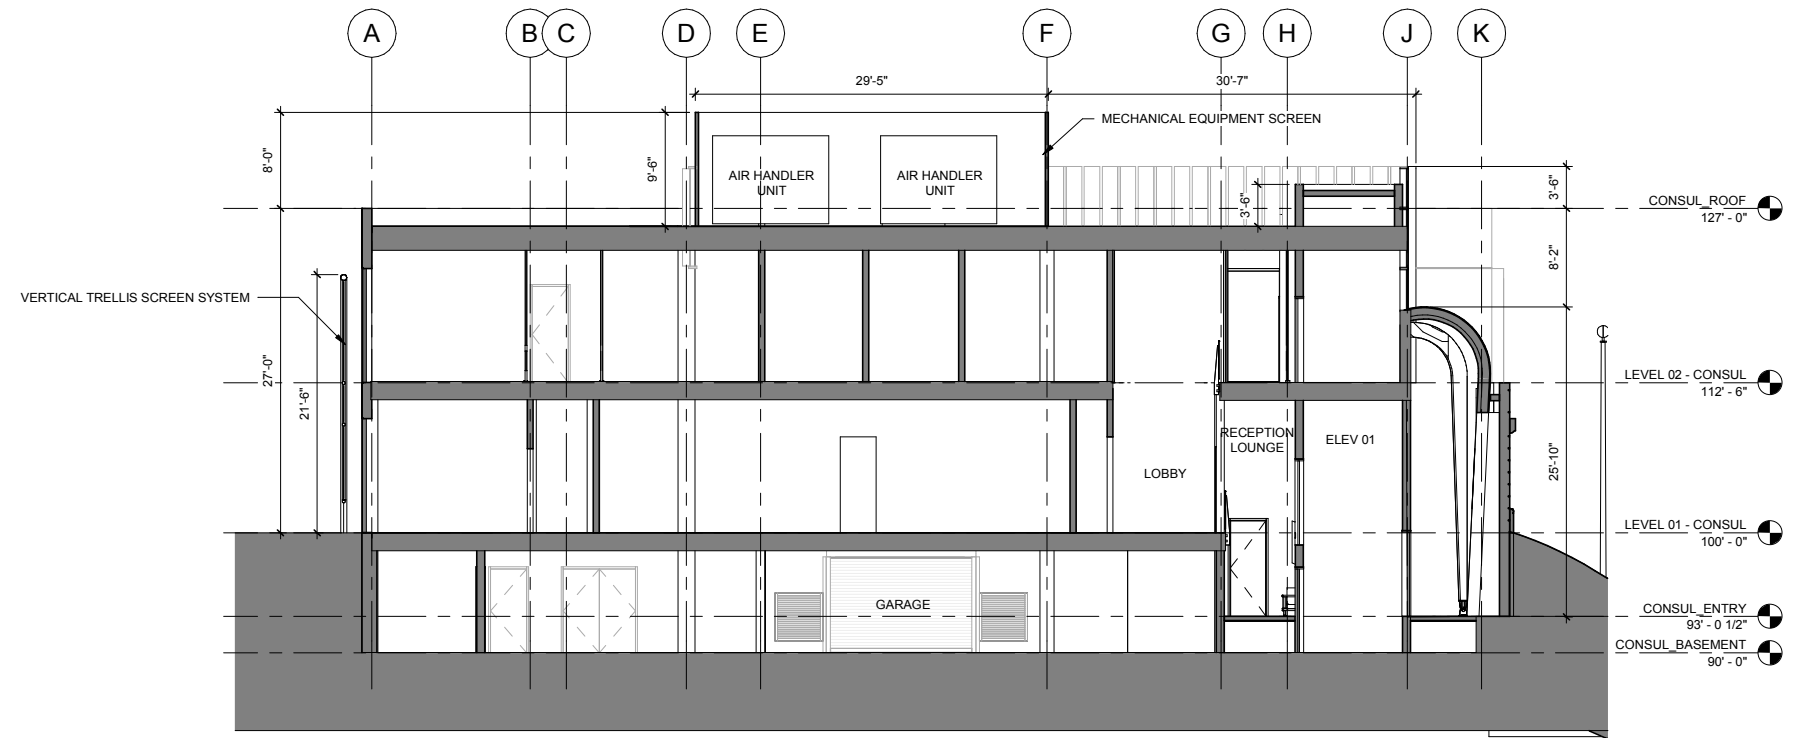 A B C D E F G H J K
29'-5"
30'-7"
MECHANICAL EQUIPMENT SCREEN
8'-0"
9'-6"
AIR HANDLER
UNIT
AIR HANDLER
UNIT
3'-6"
3'-6"
CONSUL_ROOF
127' - 0"
8'-2"
VERTICAL TRELLIS SCREEN SYSTEM
27'-0"
21'-6"
LEVEL 02 - CONSUL
112' - 6"
RECEPTION
LOUNGE
ELEV 01
LOBBY
25'-10"
LEVEL 01 - CONSUL
100' - 0"
GARAGE
CONSUL_ENTRY
93' - 0 1/2"
CONSUL_BASEMENT
90' - 0"